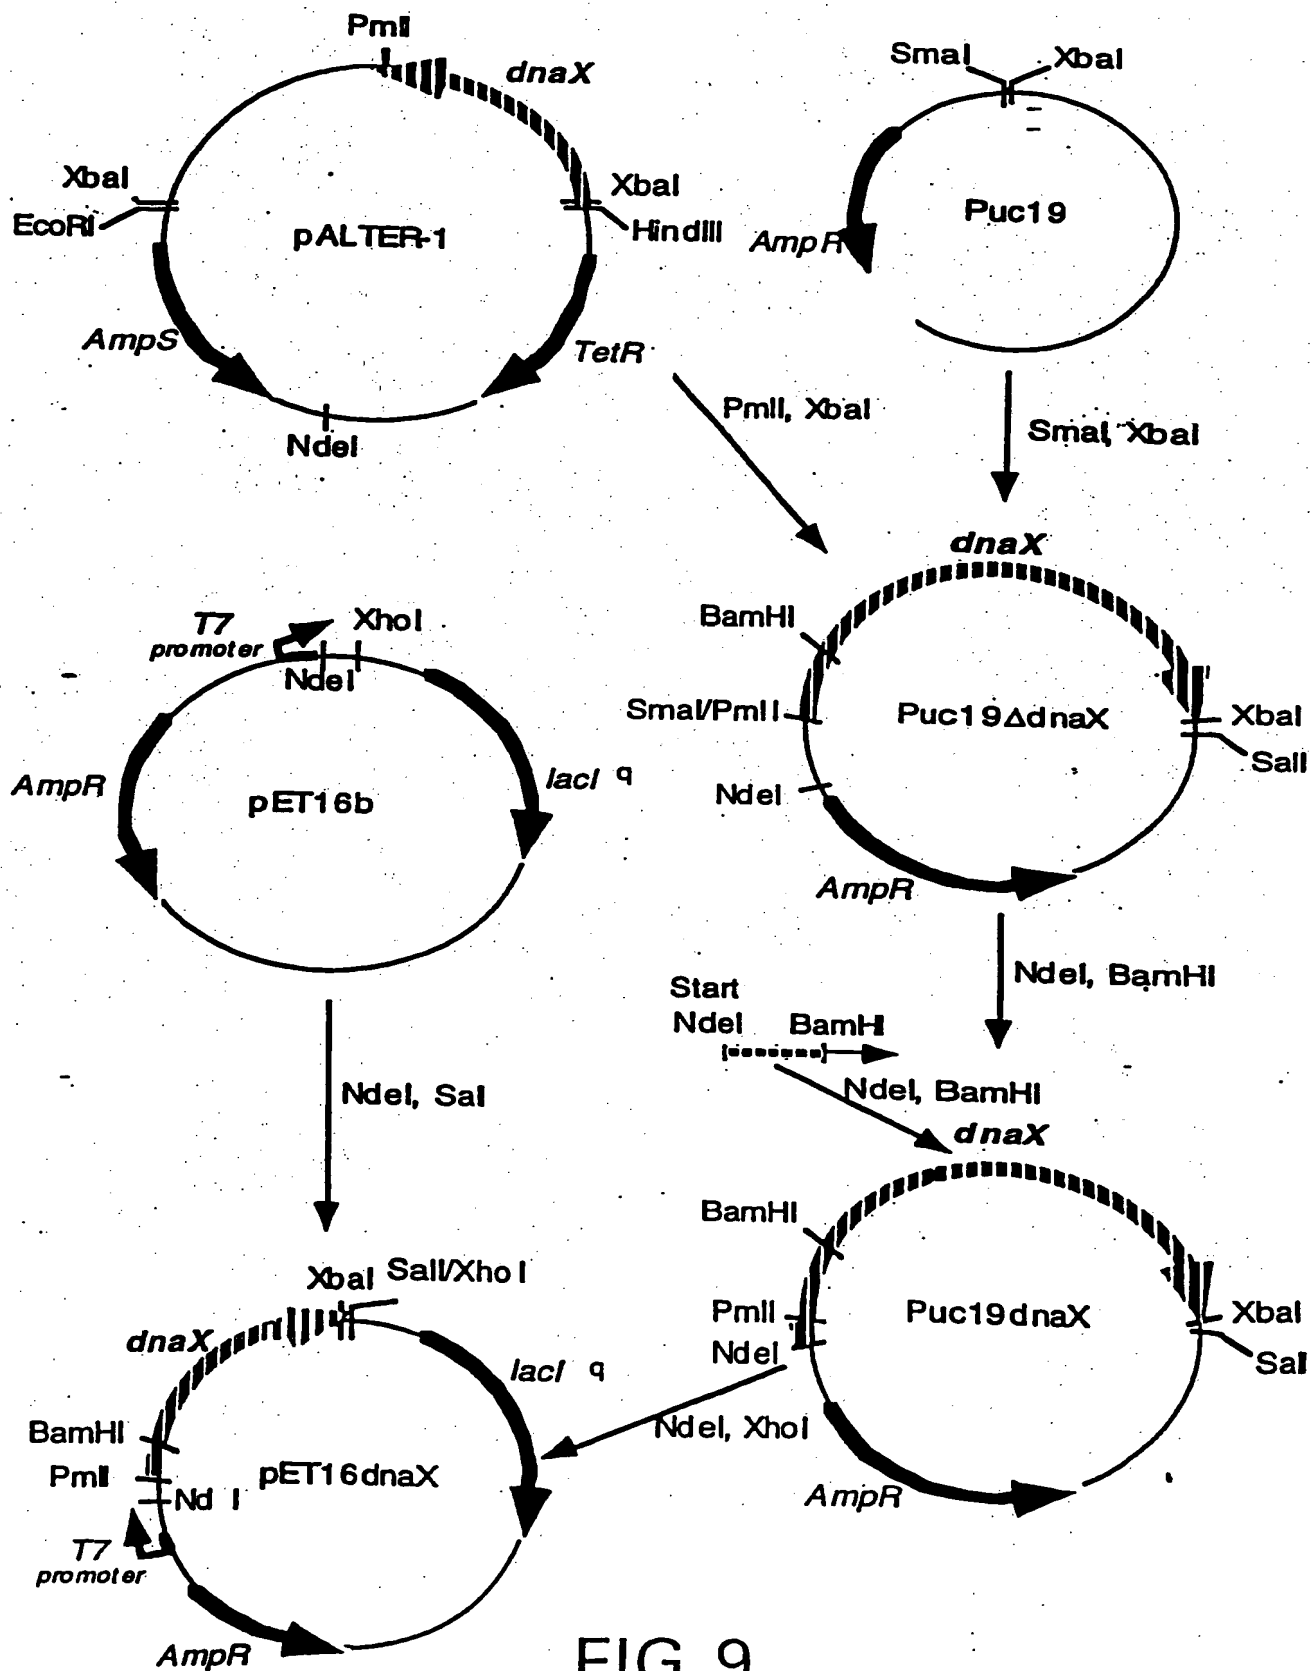 PmlI
dnaX
XbaI
EcoRI
pALTER-1
XbaI
HindIII
AmpS
TetR
NdeI
SmaI
XbaI
Puc19
AmpR
PmlI, XbaI
SmaI, XbaI
T7
promoter
XhoI
NdeI
AmpR
pET16b
lacI q
dnaX
BamHI
SmaI/PmlI
Puc19ΔdnaX
XbaI
SalI
NdeI
AmpR
NdeI, BamHI
Start
NdeI BamHI
NdeI, BamHI
NdeI, SalI
dnaX
BamHI
PmlI
NdeI
Puc19dnaX
XbaI
SalI
AmpR
NdeI, XhoI
XbaI SalI/XhoI
dnaX
lacI q
BamHI
PmlI
Nd I
pET16dnaX
T7
promoter
AmpR
FIG. 9